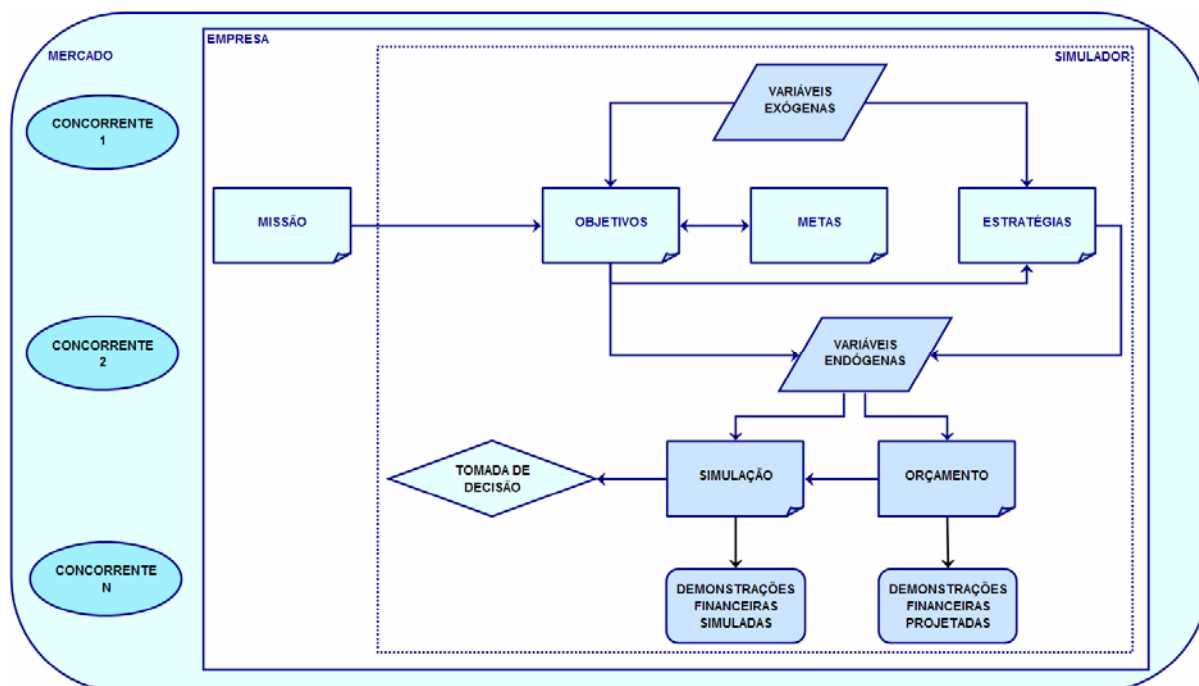 EMPRESA
MERCADO
SIMULADOR
VARIÁVEIS
EXÓGENAS
CONCORRENTE
1
MISSÃO
OBJETIVOS
METAS
ESTRATÉGIAS
CONCORRENTE
2
VARIÁVEIS
ENDÓGENAS
TOMADA DE
DECISÃO
SIMULAÇÃO
ORÇAMENTO
CONCORRENTE
N
DEMONSTRAÇÕES
FINANCEIRAS
SIMULADAS
DEMONSTRAÇÕES
FINANCEIRAS
PROJETADAS